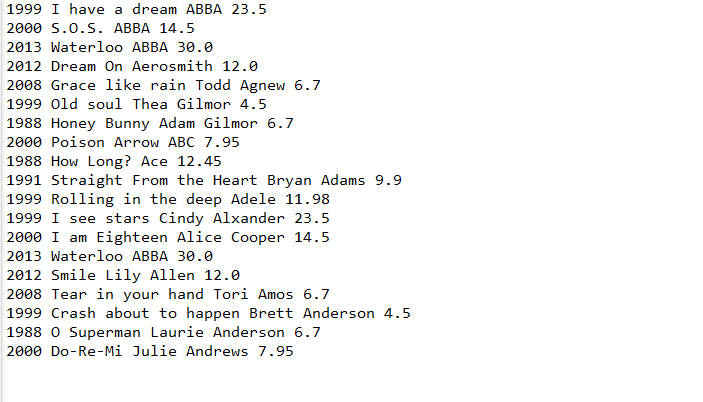 1999 I have a dream ABBA 23.5
2000 S.O.S. ABBA 14.5
2013 Waterloo ABBA 30.0
2012 Dream On Aerosmith 12.0
2008 Grace like rain Todd Agnew 6.7
1999 Old soul Thea Gilmor 4.5
1988 Honey Bunny Adam Gilmor 6.7
2000 Poison Arrow ABC 7.95
1988 How Long? Ace 12.45
1991 Straight From the Heart Bryan Adams 9.9
1999 Rolling in the deep Adele 11.98
1999 I see stars Cindy Alxander 23.5
2000 I am Eighteen Alice Cooper 14.5
2013 Waterloo ABBA 30.0
2012 Smile Lily Allen 12.0
2008 Tear in your hand Tori Amos 6.7
1999 Crash about to happen Brett Anderson 4.5
1988 O Superman Laurie Anderson 6.7
2000 Do-Re-Mi Julie Andrews 7.95